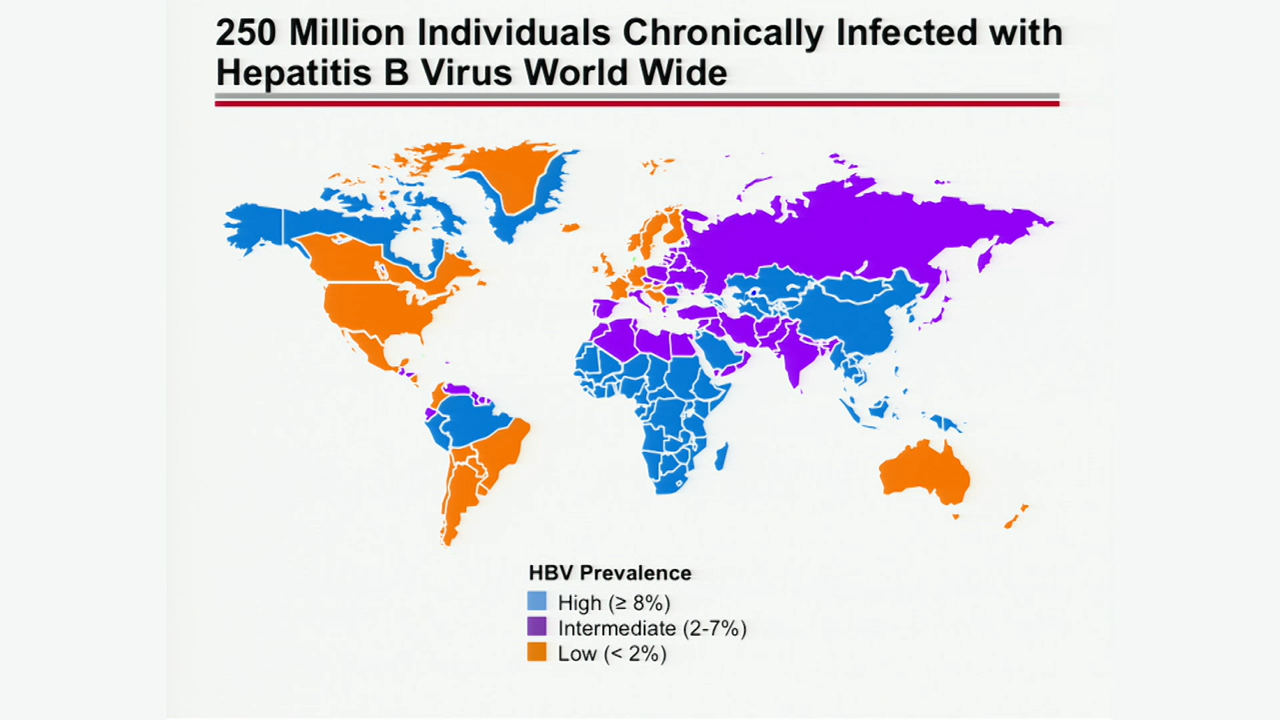 250 Million Individuals Chronically Infected with
Hepatitis B Virus World Wide
HBV Prevalence
High (≥ 8%)
Intermediate (2-7%)
Low (< 2%)